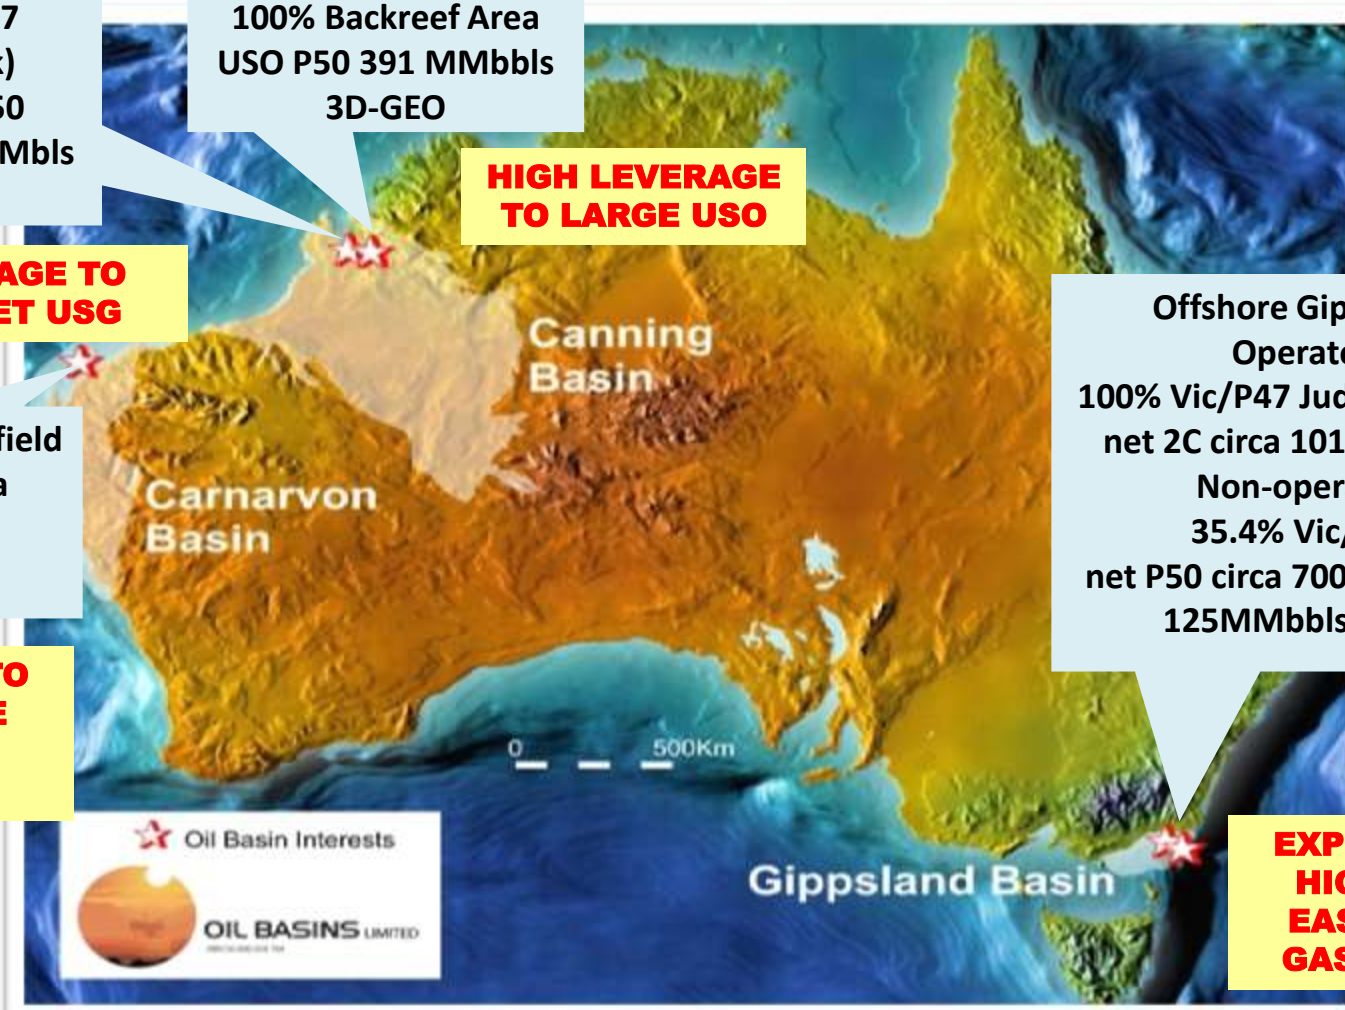 7
k)
50
Mbls
100% Backreef Area
USO P50 391 MMbbls
3D-GEO
HIGH LEVERAGE
TO LARGE USO
AGE TO
ET USG
Canning
Basin
field
a
Carnarvon
Basin
TO
E
Offshore Gip
Operat
100% Vic/P47 Jud
net 2C circa 101
Non-oper
35.4% Vic/
net P50 circa 700
125MMbbls
0 500Km
Oil Basin Interests
OIL BASINS LIMITED
Gippsland Basin
EXP
HIG
EAS
GAS